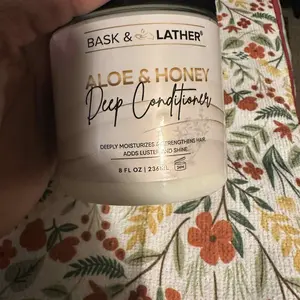 BASK & LATHER®
ALOE & HONEY
Deep Conditioner
DEEPLY MOISTURIZES & STRENGTHENS HAIR
ADDS LUSTER AND SHINE.
8 FL OZ | 236ML